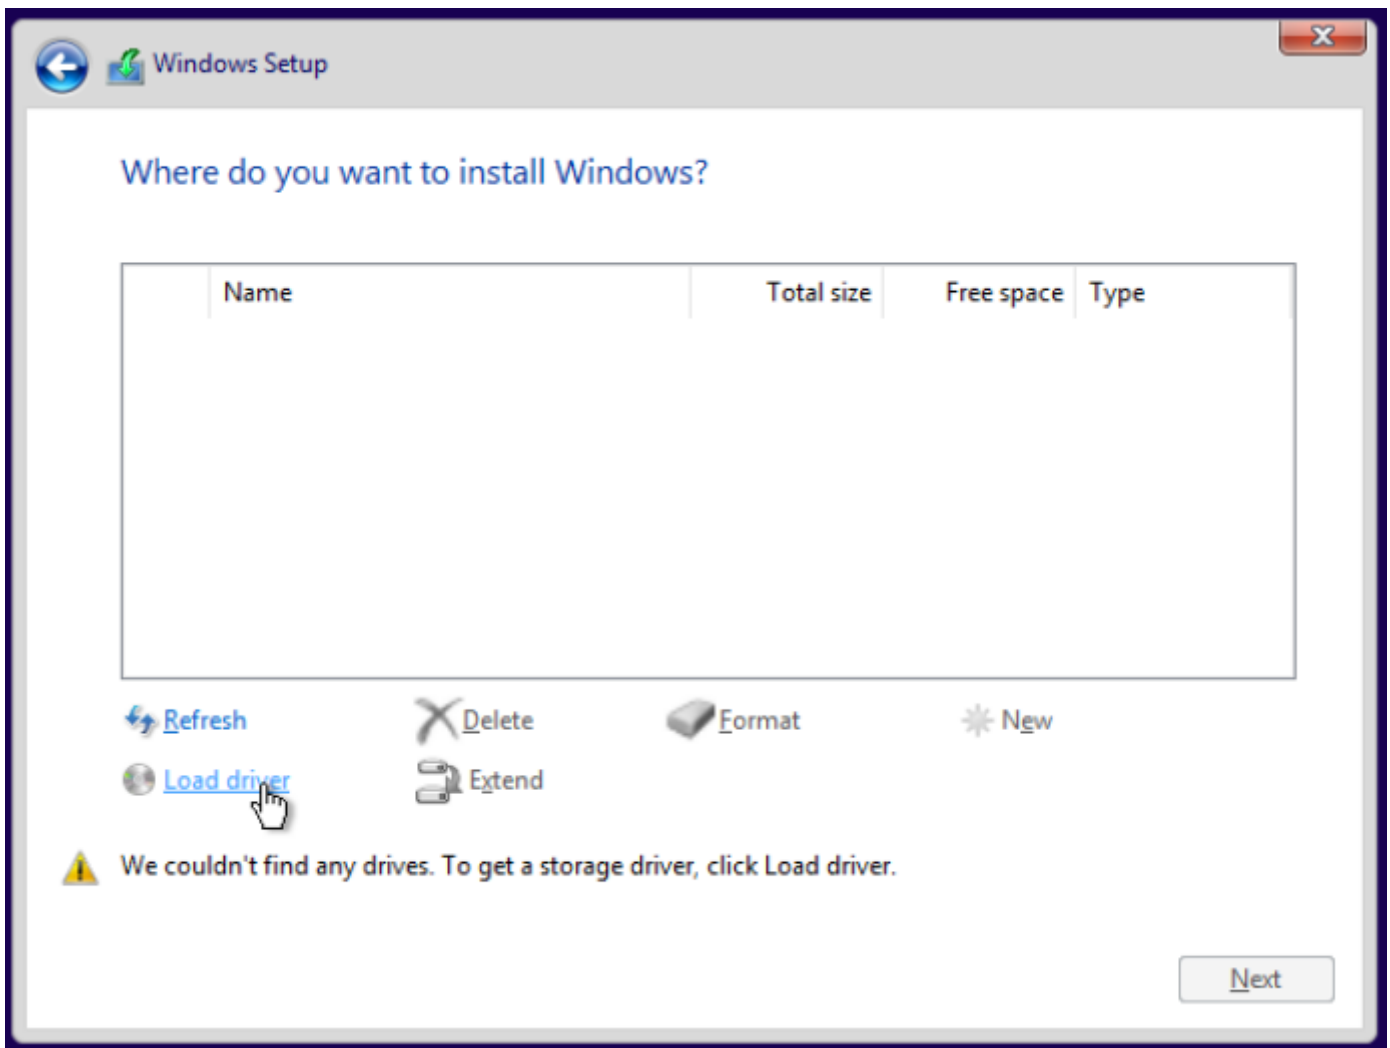 Windows Setup
Where do you want to install Windows?
Name Total size Free space Type
Refresh Delete Format New
Load driver Extend
We couldn't find any drives. To get a storage driver, click Load driver.
Next